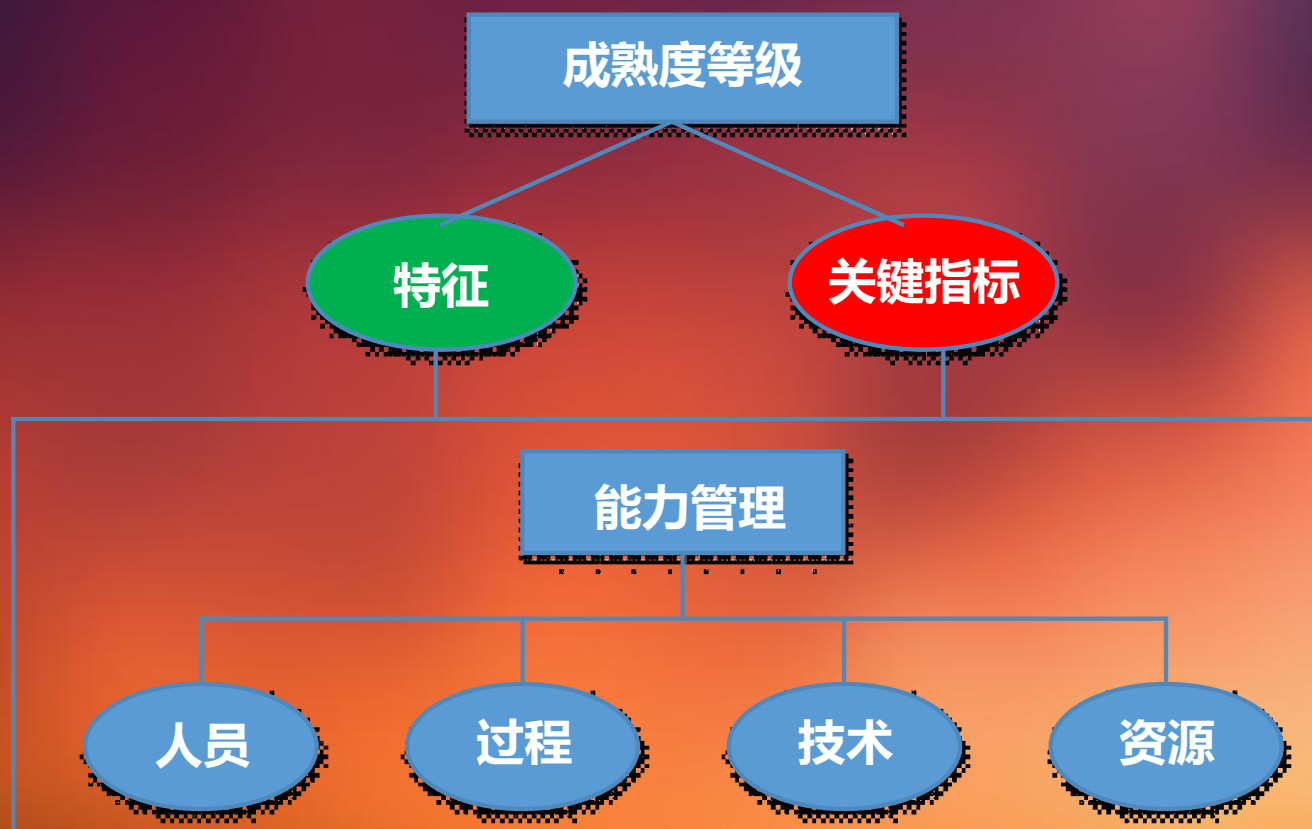 成熟度等级
特征
关键指标
能力管理
人员
过程
技术
资源